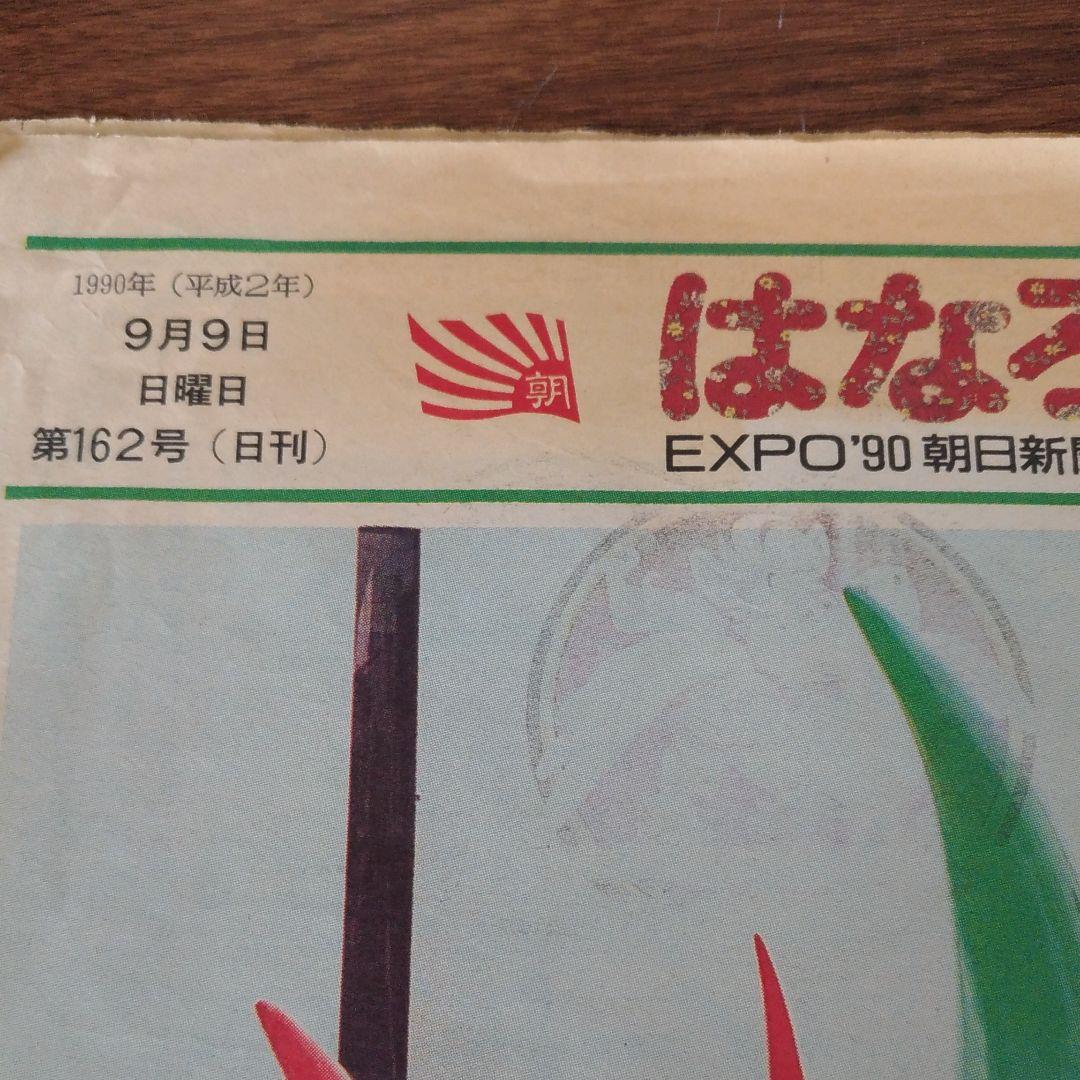 1990年（平成2年）
9月9日
日曜日
第162号（日刊）
朝
はな
EXPO'90 朝日新聞